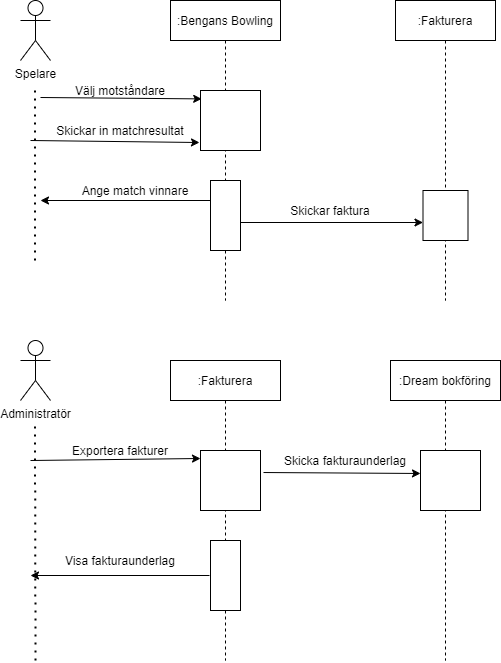 :Bengans Bowling
:Fakturera
Spelare
Välj motståndare
Skickar in matchresultat
Ange match vinnare
Skickar faktura
:Fakturera
:Dream bokföring
Administratör
Exportera fakturer
Skicka fakturaunderlag
Visa fakturaunderlag